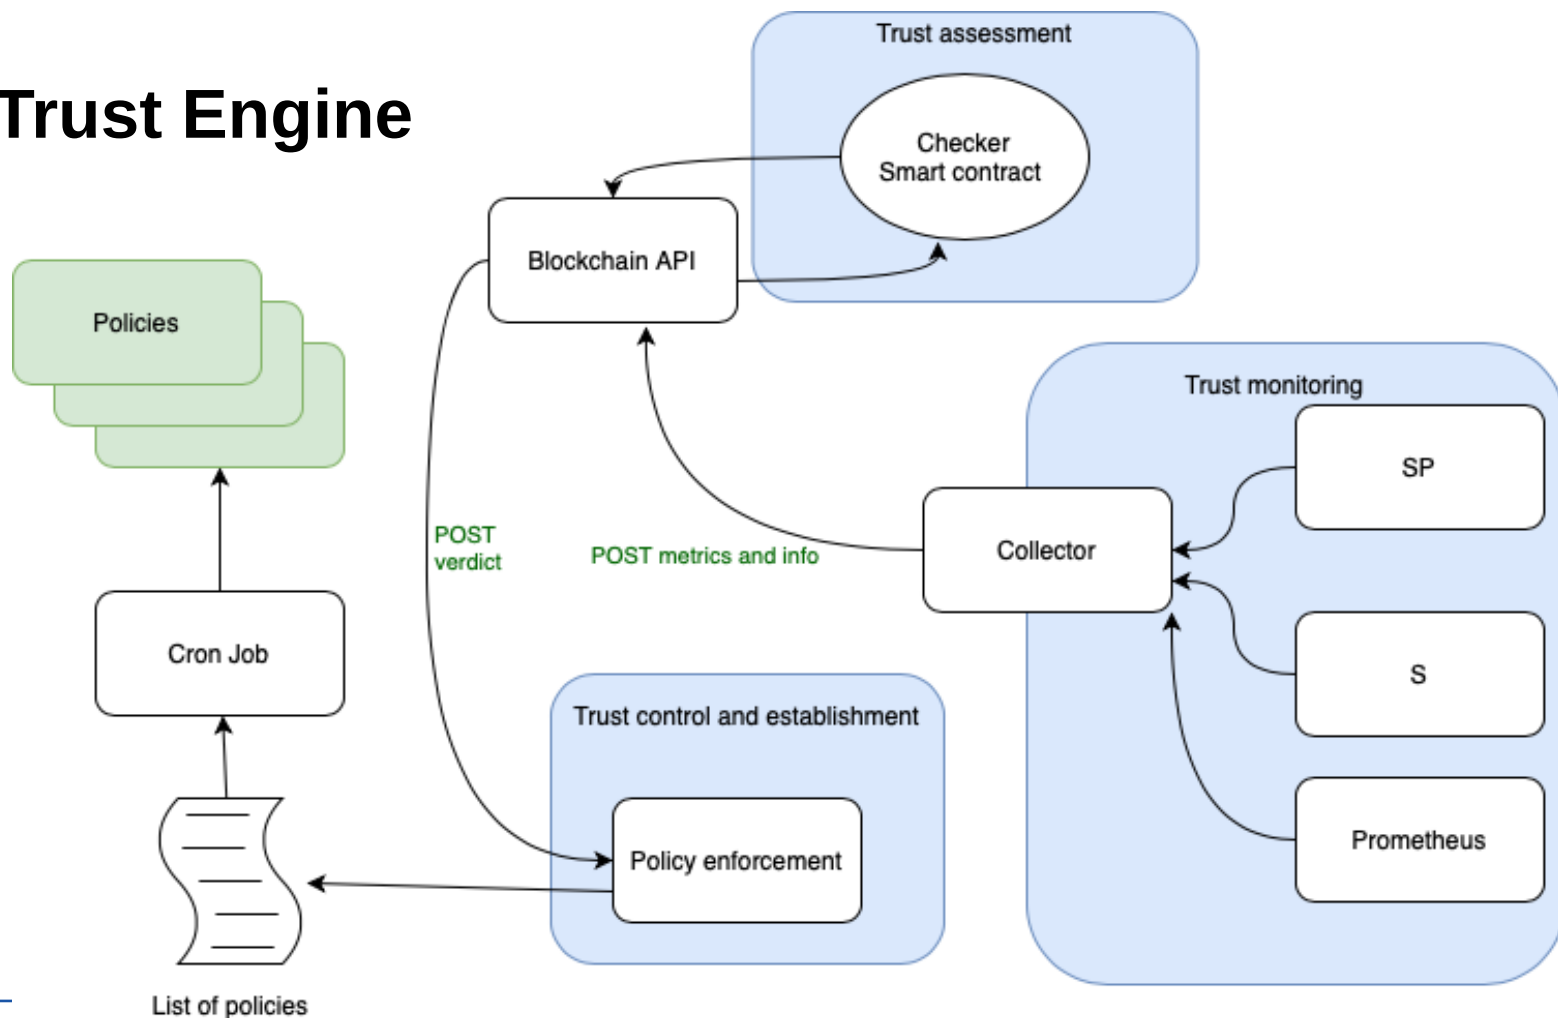 Trust Engine
Trust assessment
Checker
Smart contract
Blockchain API
Policies
Trust monitoring
SP
POST
verdict
POST metrics and info
Collector
Cron Job
S
Trust control and establishment
Prometheus
Policy enforcement
List of policies